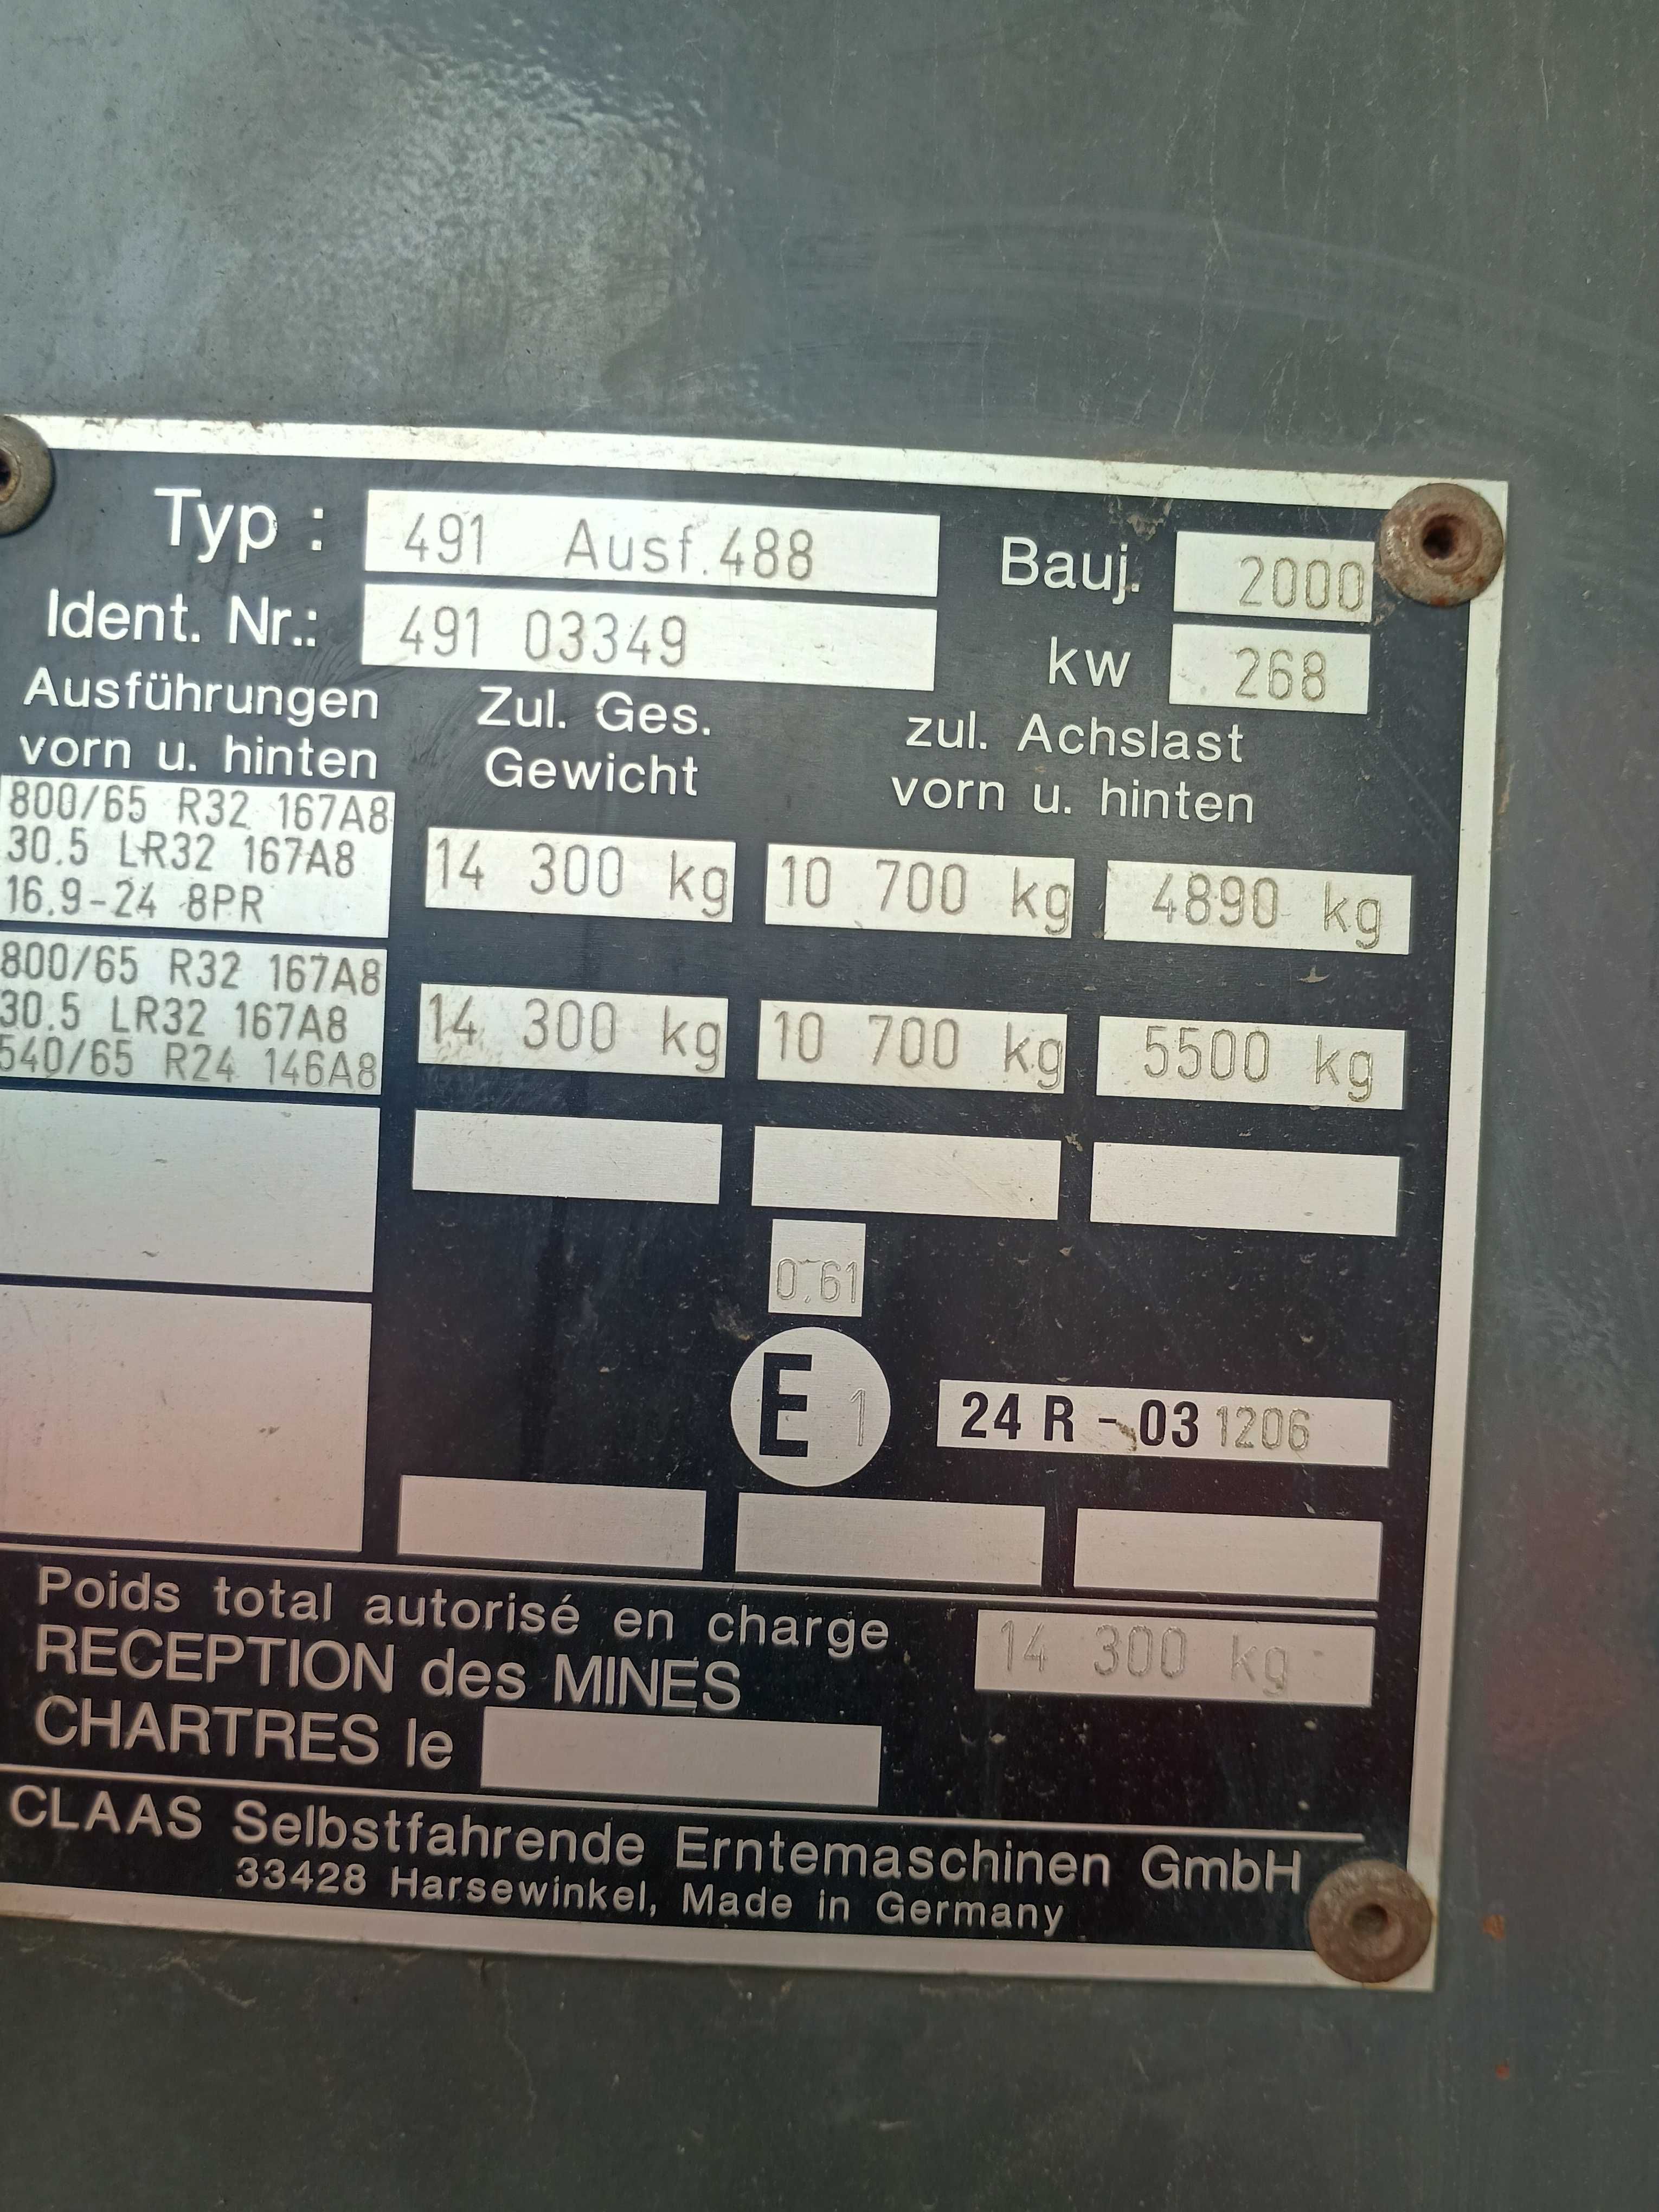 Typ : 491 Ausf. 488 Bauj. 2000
Ident. Nr.: 491 03349 kw 268
Ausführungen vorn u. hinten
Zul. Ges. Gewicht
zul. Achslast vorn u. hinten
800/65 R32 167A8
30.5 LR32 167A8
16.9-24 8PR
14 300 kg 10 700 kg 4890 kg
800/65 R32 167A8
30.5 LR32 167A8
540/65 R24 146A8
14 300 kg 10 700 kg 5500 kg
0,61
E 1 24 R - 03 1206
Poids total autorisé en charge 14 300 kg
RECEPTION des MINES
CHARTRES le
CLAAS Selbstfahrende Erntemaschinen GmbH
33428 Harsewinkel, Made in Germany